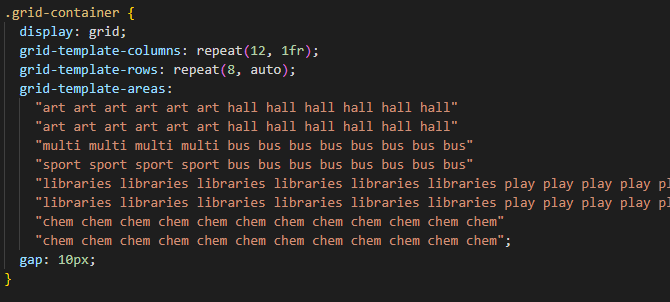 .grid-container {
display: grid;
grid-template-columns: repeat(12, 1fr);
grid-template-rows: repeat(8, auto);
grid-template-areas:
"art art art art art art hall hall hall hall hall hall"
"art art art art art art hall hall hall hall hall hall"
"multi multi multi multi bus bus bus bus bus bus bus bus"
"sport sport sport sport bus bus bus bus bus bus bus bus"
"libraries libraries libraries libraries libraries libraries play play play play pl
"libraries libraries libraries libraries libraries libraries play play play play pl
"chem chem chem chem chem chem chem chem chem chem chem chem"
"chem chem chem chem chem chem chem chem chem chem chem chem";
gap: 10px;
}